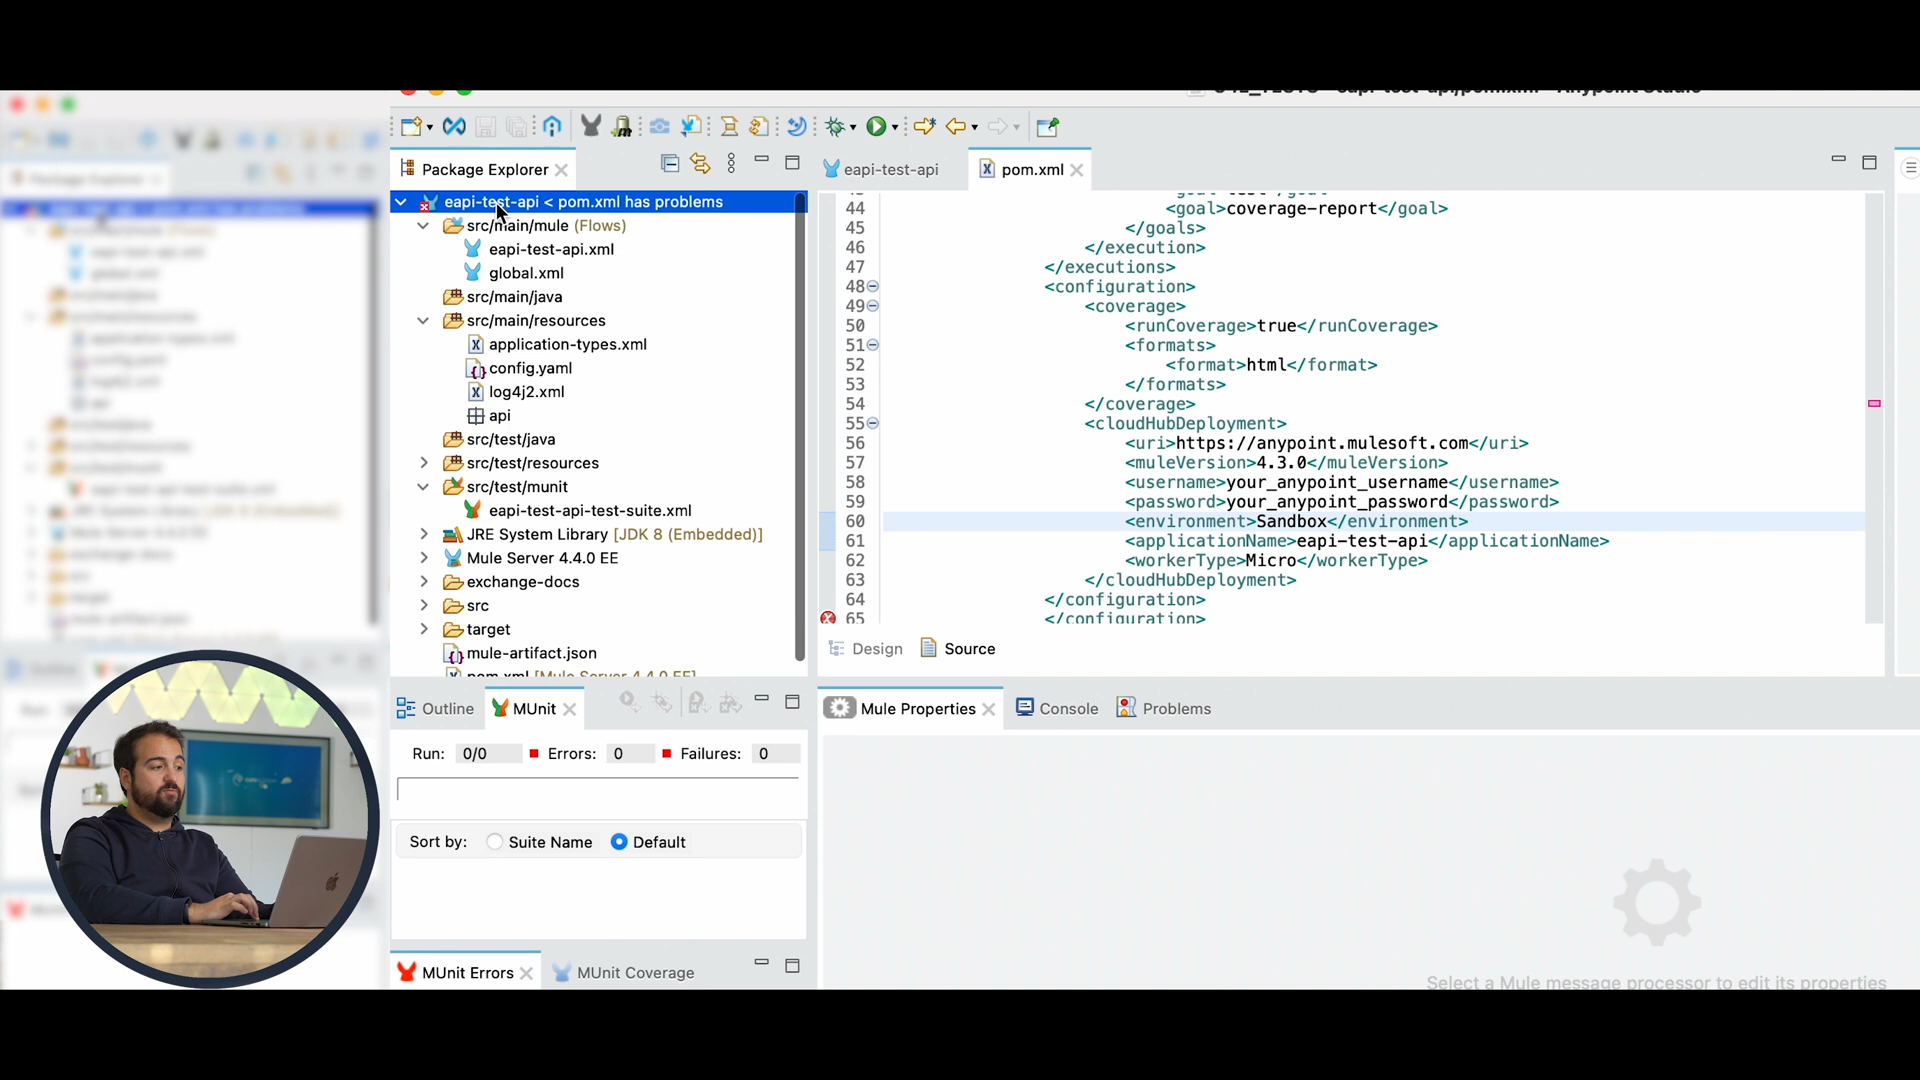 Package Explorer
eapi-test-api < pom.xml has problems
src/main/mule (Flows)
eapi-test-api.xml
global.xml
src/main/java
src/main/resources
application-types.xml
config.yaml
log4j2.xml
api
src/test/java
src/test/resources
src/test/munit
eapi-test-api-test-suite.xml
JRE System Library [JDK 8 (Embedded)]
Mule Server 4.4.0 EE
exchange-docs
src
target
mule-artifact.json
pom.xml [Mule Server 4.4.0 EE]
eapi-test-api
pom.xml
44 <goal>coverage-report</goal>
45 </goals>
46 </execution>
47 </executions>
48 <configuration>
49 <coverage>
50 <runCoverage>true</runCoverage>
51 <formats>
52 <format>html</format>
53 </formats>
54 </coverage>
55 <cloudHubDeployment>
56 <uri>https://anypoint.mulesoft.com</uri>
57 <muleVersion>4.3.0</muleVersion>
58 <username>your_anypoint_username</username>
59 <password>your_anypoint_password</password>
60 <environment>Sandbox</environment>
61 <applicationName>eapi-test-api</applicationName>
62 <workerType>Micro</workerType>
63 </cloudHubDeployment>
64 </configuration>
65 </configuration>
Design Source
Outline MUnit
Run: 0/0 Errors: 0 Failures: 0
Sort by: Suite Name Default
MUnit Errors MUnit Coverage
Mule Properties Console Problems
Select a Mule message processor to edit its properties